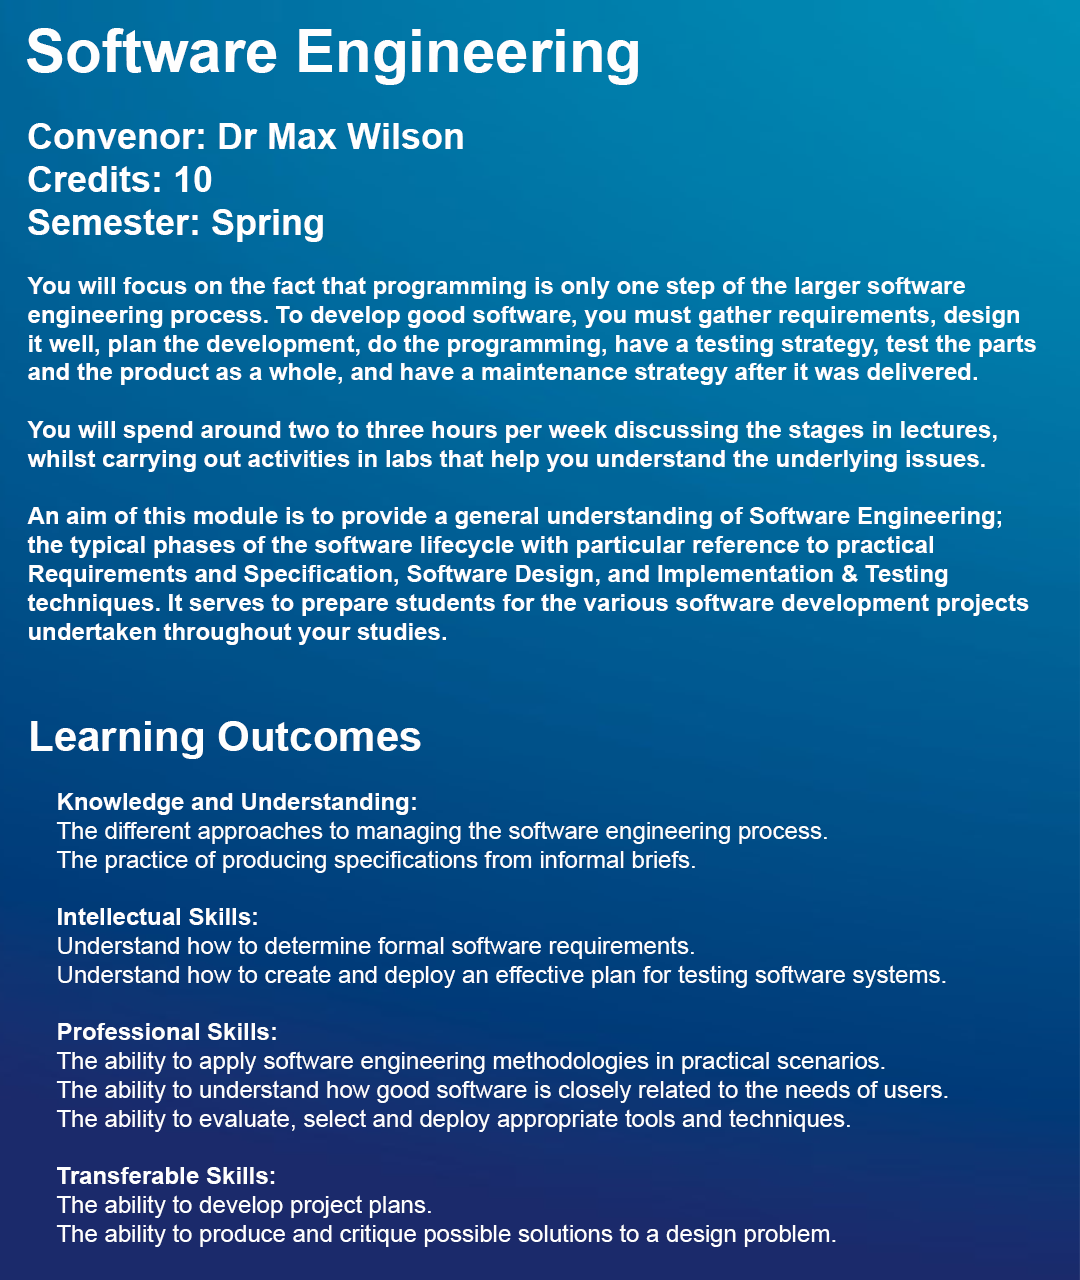 Software Engineering
Convenor: Dr Max Wilson
Credits: 10
Semester: Spring
You will focus on the fact that programming is only one step of the larger software
engineering process. To develop good software, you must gather requirements, design
it well, plan the development, do the programming, have a testing strategy, test the parts
and the product as a whole, and have a maintenance strategy after it was delivered.
You will spend around two to three hours per week discussing the stages in lectures,
whilst carrying out activities in labs that help you understand the underlying issues.
An aim of this module is to provide a general understanding of Software Engineering;
the typical phases of the software lifecycle with particular reference to practical
Requirements and Specification, Software Design, and Implementation & Testing
techniques. It serves to prepare students for the various software development projects
undertaken throughout your studies.
Learning Outcomes
Knowledge and Understanding:
The different approaches to managing the software engineering process.
The practice of producing specifications from informal briefs.
Intellectual Skills:
Understand how to determine formal software requirements.
Understand how to create and deploy an effective plan for testing software systems.
Professional Skills:
The ability to apply software engineering methodologies in practical scenarios.
The ability to understand how good software is closely related to the needs of users.
The ability to evaluate, select and deploy appropriate tools and techniques.
Transferable Skills:
The ability to develop project plans.
The ability to produce and critique possible solutions to a design problem.